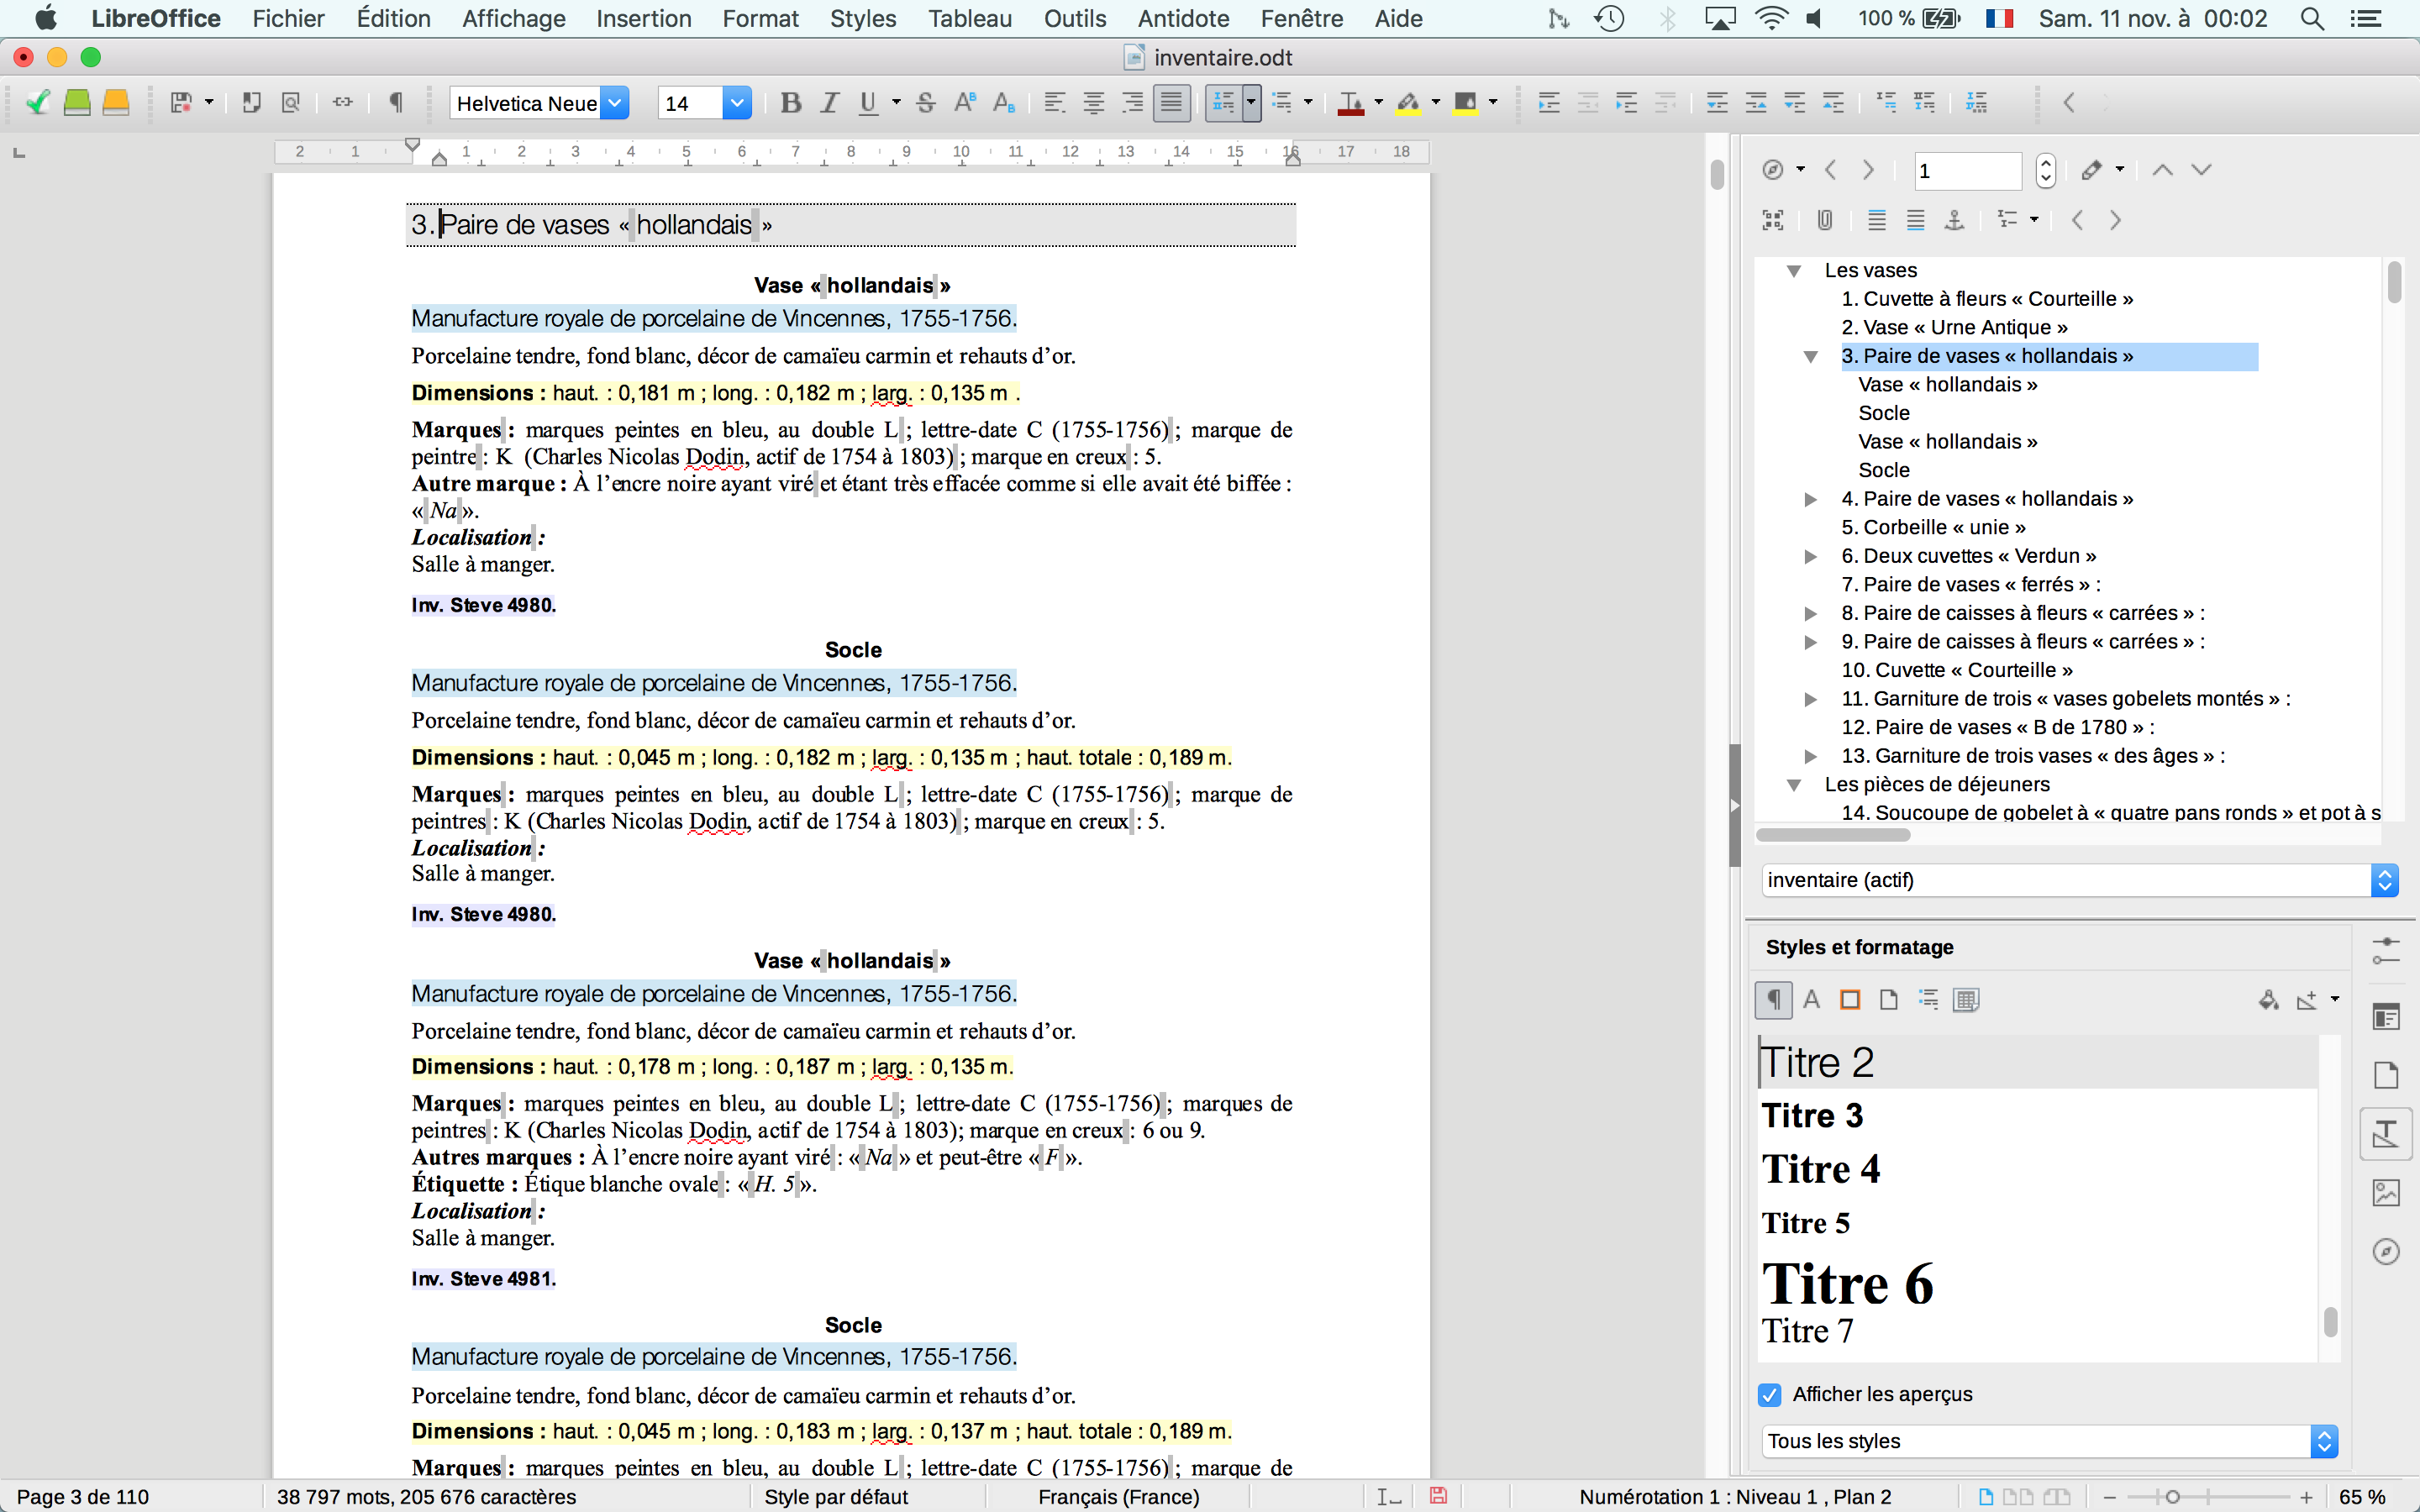 LibreOffice Fichier Édition Affichage Insertion Format Styles Tableau Outils Antidote Fenêtre Aide 100 % Sam. 11 nov. à 00:02
inventaire.odt
Helvetica Neue 14
2 1 1 2 3 4 5 6 7 8 9 10 11 12 13 14 15 16 17 18
3. Paire de vases « hollandais »
Vase « hollandais »
Manufacture royale de porcelaine de Vincennes, 1755-1756.
Porcelaine tendre, fond blanc, décor de camaïeu carmin et rehauts d’or.
Dimensions : haut. : 0,181 m ; long. : 0,182 m ; larg. : 0,135 m .
Marques : marques peintes en bleu, au double L ; lettre-date C (1755-1756) ; marque de
peintre : K (Charles Nicolas Dodin, actif de 1754 à 1803) ; marque en creux : 5.
Autre marque : À l’encre noire ayant viré et étant très effacée comme si elle avait été biffée :
« Na ».
Localisation :
Salle à manger.
Inv. Steve 4980.
Socle
Manufacture royale de porcelaine de Vincennes, 1755-1756.
Porcelaine tendre, fond blanc, décor de camaïeu carmin et rehauts d’or.
Dimensions : haut. : 0,045 m ; long. : 0,182 m ; larg. : 0,135 m ; haut. totale : 0,189 m.
Marques : marques peintes en bleu, au double L ; lettre-date C (1755-1756) ; marque de
peintres : K (Charles Nicolas Dodin, actif de 1754 à 1803) ; marque en creux : 5.
Localisation :
Salle à manger.
Inv. Steve 4980.
Vase « hollandais »
Manufacture royale de porcelaine de Vincennes, 1755-1756.
Porcelaine tendre, fond blanc, décor de camaïeu carmin et rehauts d’or.
Dimensions : haut. : 0,178 m ; long. : 0,187 m ; larg. : 0,135 m.
Marques : marques peintes en bleu, au double L ; lettre-date C (1755-1756) ; marques de
peintres : K (Charles Nicolas Dodin, actif de 1754 à 1803); marque en creux : 6 ou 9.
Autres marques : À l’encre noire ayant viré : « Na » et peut-être « F ».
Étiquette : Étique blanche ovale : « H. 5 ».
Localisation :
Salle à manger.
Inv. Steve 4981.
Socle
Manufacture royale de porcelaine de Vincennes, 1755-1756.
Porcelaine tendre, fond blanc, décor de camaïeu carmin et rehauts d’or.
Dimensions : haut. : 0,045 m ; long. : 0,183 m ; larg. : 0,137 m ; haut. totale : 0,189 m.
Marques : marques peintes en bleu, au double L ; lettre-date C (1755-1756) ; marque de
1
Les vases
1. Cuvette à fleurs « Courteille »
2. Vase « Urne Antique »
3. Paire de vases « hollandais »
Vase « hollandais »
Socle
Vase « hollandais »
Socle
4. Paire de vases « hollandais »
5. Corbeille « unie »
6. Deux cuvettes « Verdun »
7. Paire de vases « ferrés » :
8. Paire de caisses à fleurs « carrées » :
9. Paire de caisses à fleurs « carrées » :
10. Cuvette « Courteille »
11. Garniture de trois « vases gobelets montés » :
12. Paire de vases « B de 1780 » :
13. Garniture de trois vases « des âges » :
Les pièces de déjeuners
14. Soucoupe de gobelet à « quatre pans ronds » et pot à s
inventaire (actif)
Styles et formatage
Titre 2
Titre 3
Titre 4
Titre 5
Titre 6
Titre 7
Afficher les aperçus
Tous les styles
Page 3 de 110 38 797 mots, 205 676 caractères Style par défaut Français (France) Numérotation 1 : Niveau 1 , Plan 2 65 %